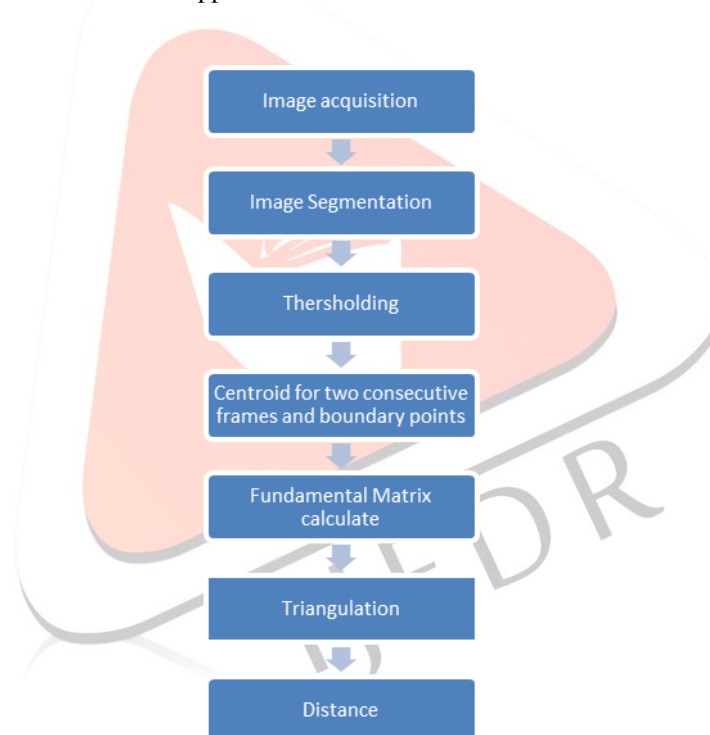 Image acquisition
Image Segmentation
Thersholding
Centroid for two consecutive
frames and boundary points
Fundamental Matrix
calculate
Triangulation
Distance